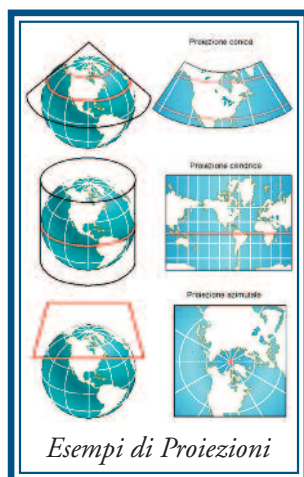 Proiezione conica
Proiezione cilindrica
Proiezione azimutale
Esempi di Proiezioni